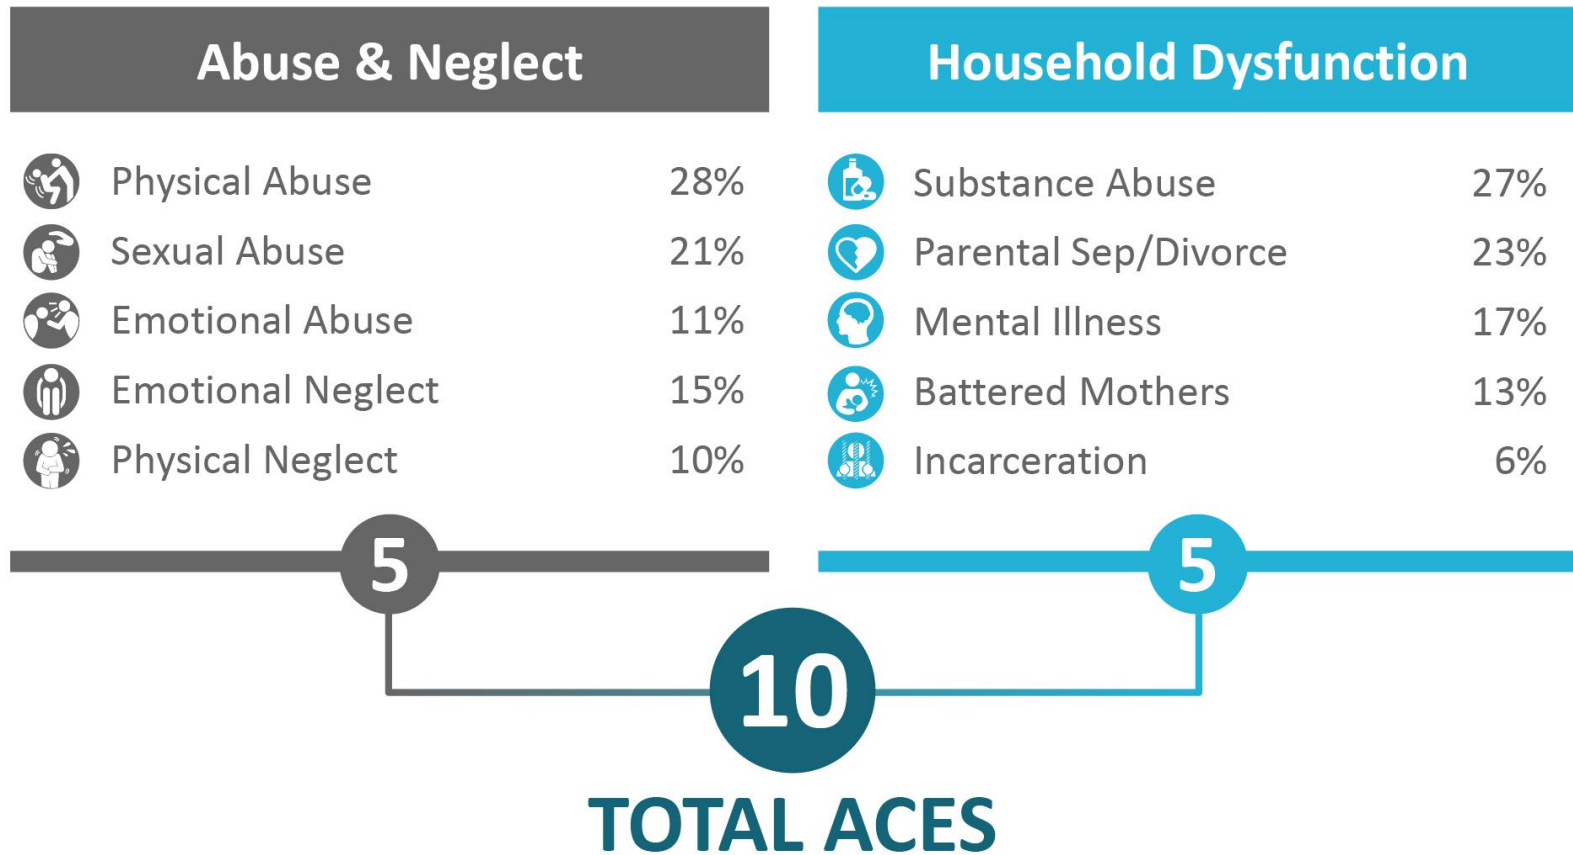 Abuse & Neglect
Physical Abuse 28%
Sexual Abuse 21%
Emotional Abuse 11%
Emotional Neglect 15%
Physical Neglect 10%
5
Household Dysfunction
Substance Abuse 27%
Parental Sep/Divorce 23%
Mental Illness 17%
Battered Mothers 13%
Incarceration 6%
5
10
TOTAL ACES